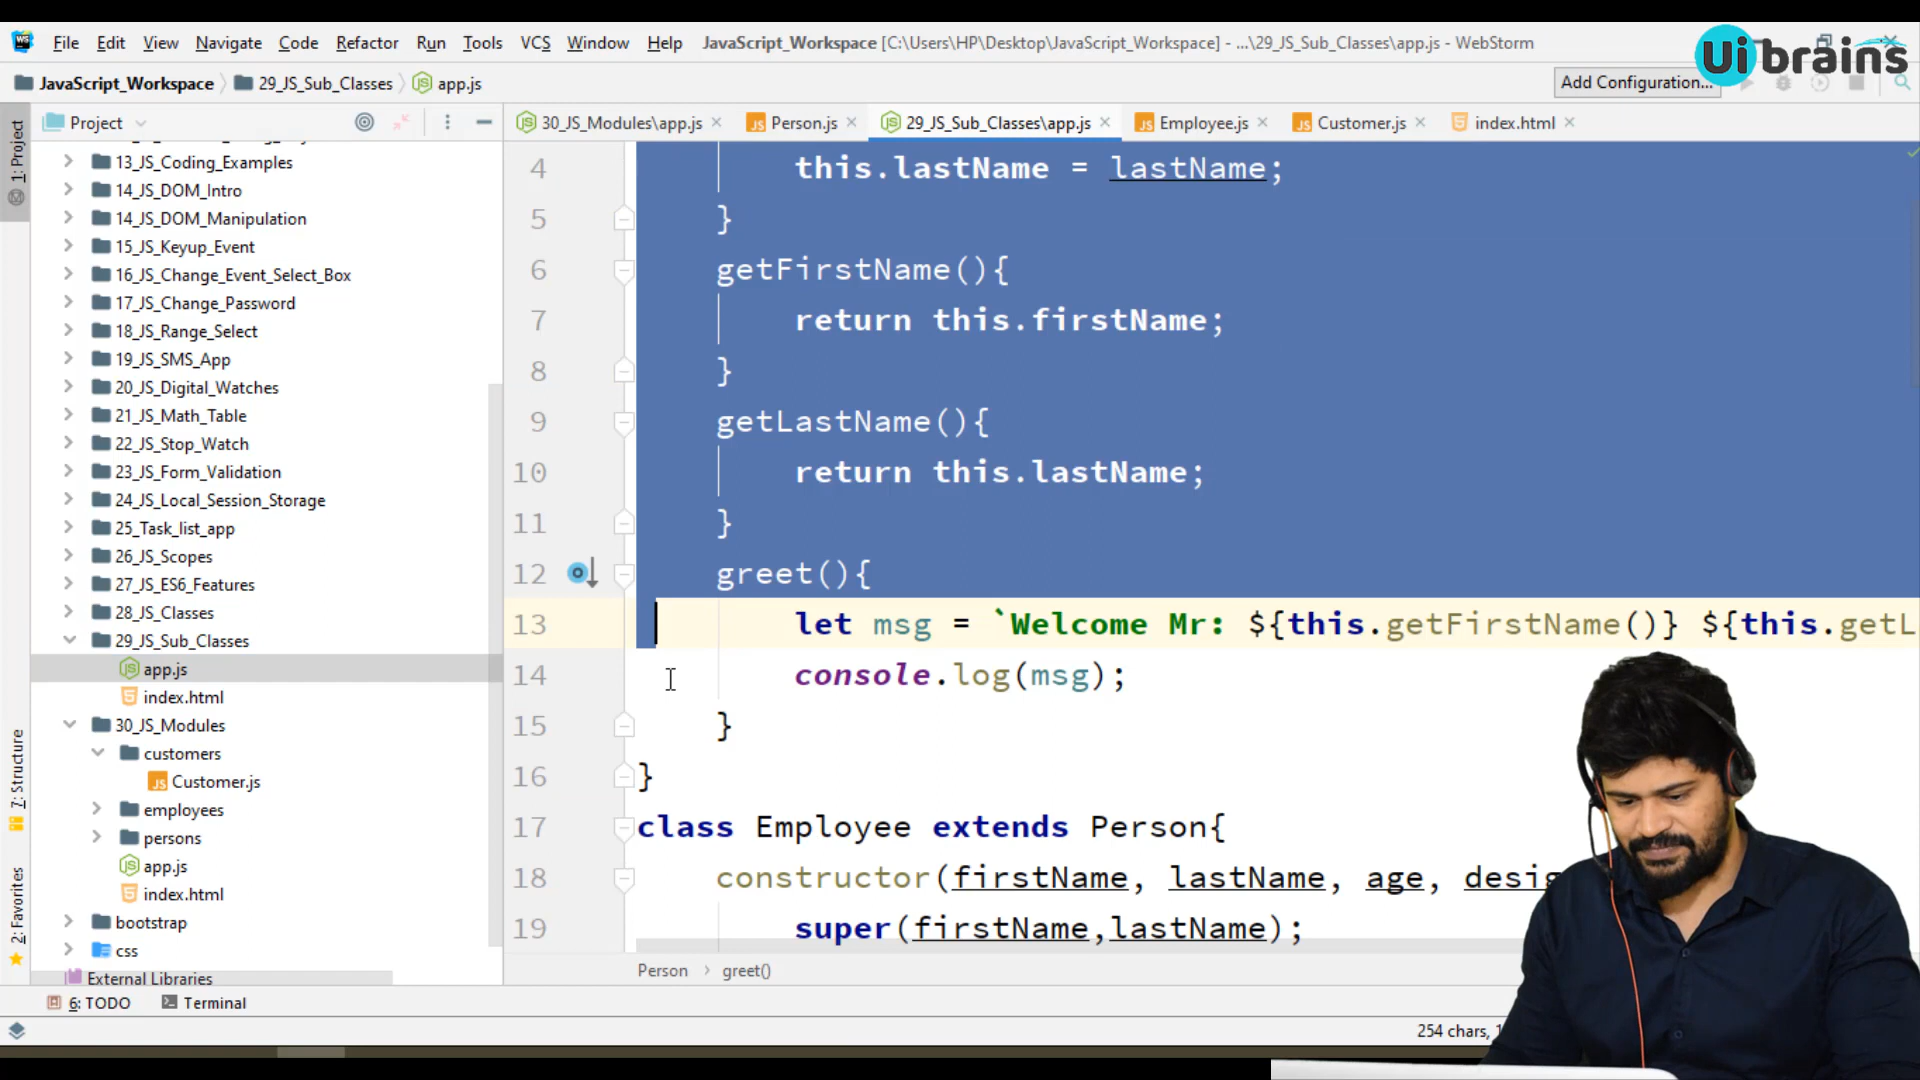 File Edit View Navigate Code Refactor Run Tools VCS Window Help JavaScript_Workspace [C:\Users\HP\Desktop\JavaScript_Workspace] - ...\29_JS_Sub_Classes\app.js - WebStorm
Ui brains
JavaScript_Workspace 29_JS_Sub_Classes app.js
Add Configuration...
Project
30_JS_Modules\app.js Person.js 29_JS_Sub_Classes\app.js Employee.js Customer.js index.html
1: Project
7: Structure
2: Favorites
13_JS_Coding_Examples
14_JS_DOM_Intro
14_JS_DOM_Manipulation
15_JS_Keyup_Event
16_JS_Change_Event_Select_Box
17_JS_Change_Password
18_JS_Range_Select
19_JS_SMS_App
20_JS_Digital_Watches
21_JS_Math_Table
22_JS_Stop_Watch
23_JS_Form_Validation
24_JS_Local_Session_Storage
25_Task_list_app
26_JS_Scopes
27_JS_ES6_Features
28_JS_Classes
29_JS_Sub_Classes
app.js
index.html
30_JS_Modules
customers
Customer.js
employees
persons
app.js
index.html
bootstrap
css
External Libraries
4 this.lastName = lastName;
5 }
6 getFirstName(){
7 return this.firstName;
8 }
9 getLastName(){
10 return this.lastName;
11 }
12 greet(){
13 let msg = `Welcome Mr: ${this.getFirstName()} ${this.getL
14 console.log(msg);
15 }
16 }
17 class Employee extends Person{
18 constructor(firstName, lastName, age, desig
19 super(firstName,lastName);
Person > greet()
6: TODO Terminal
254 chars,